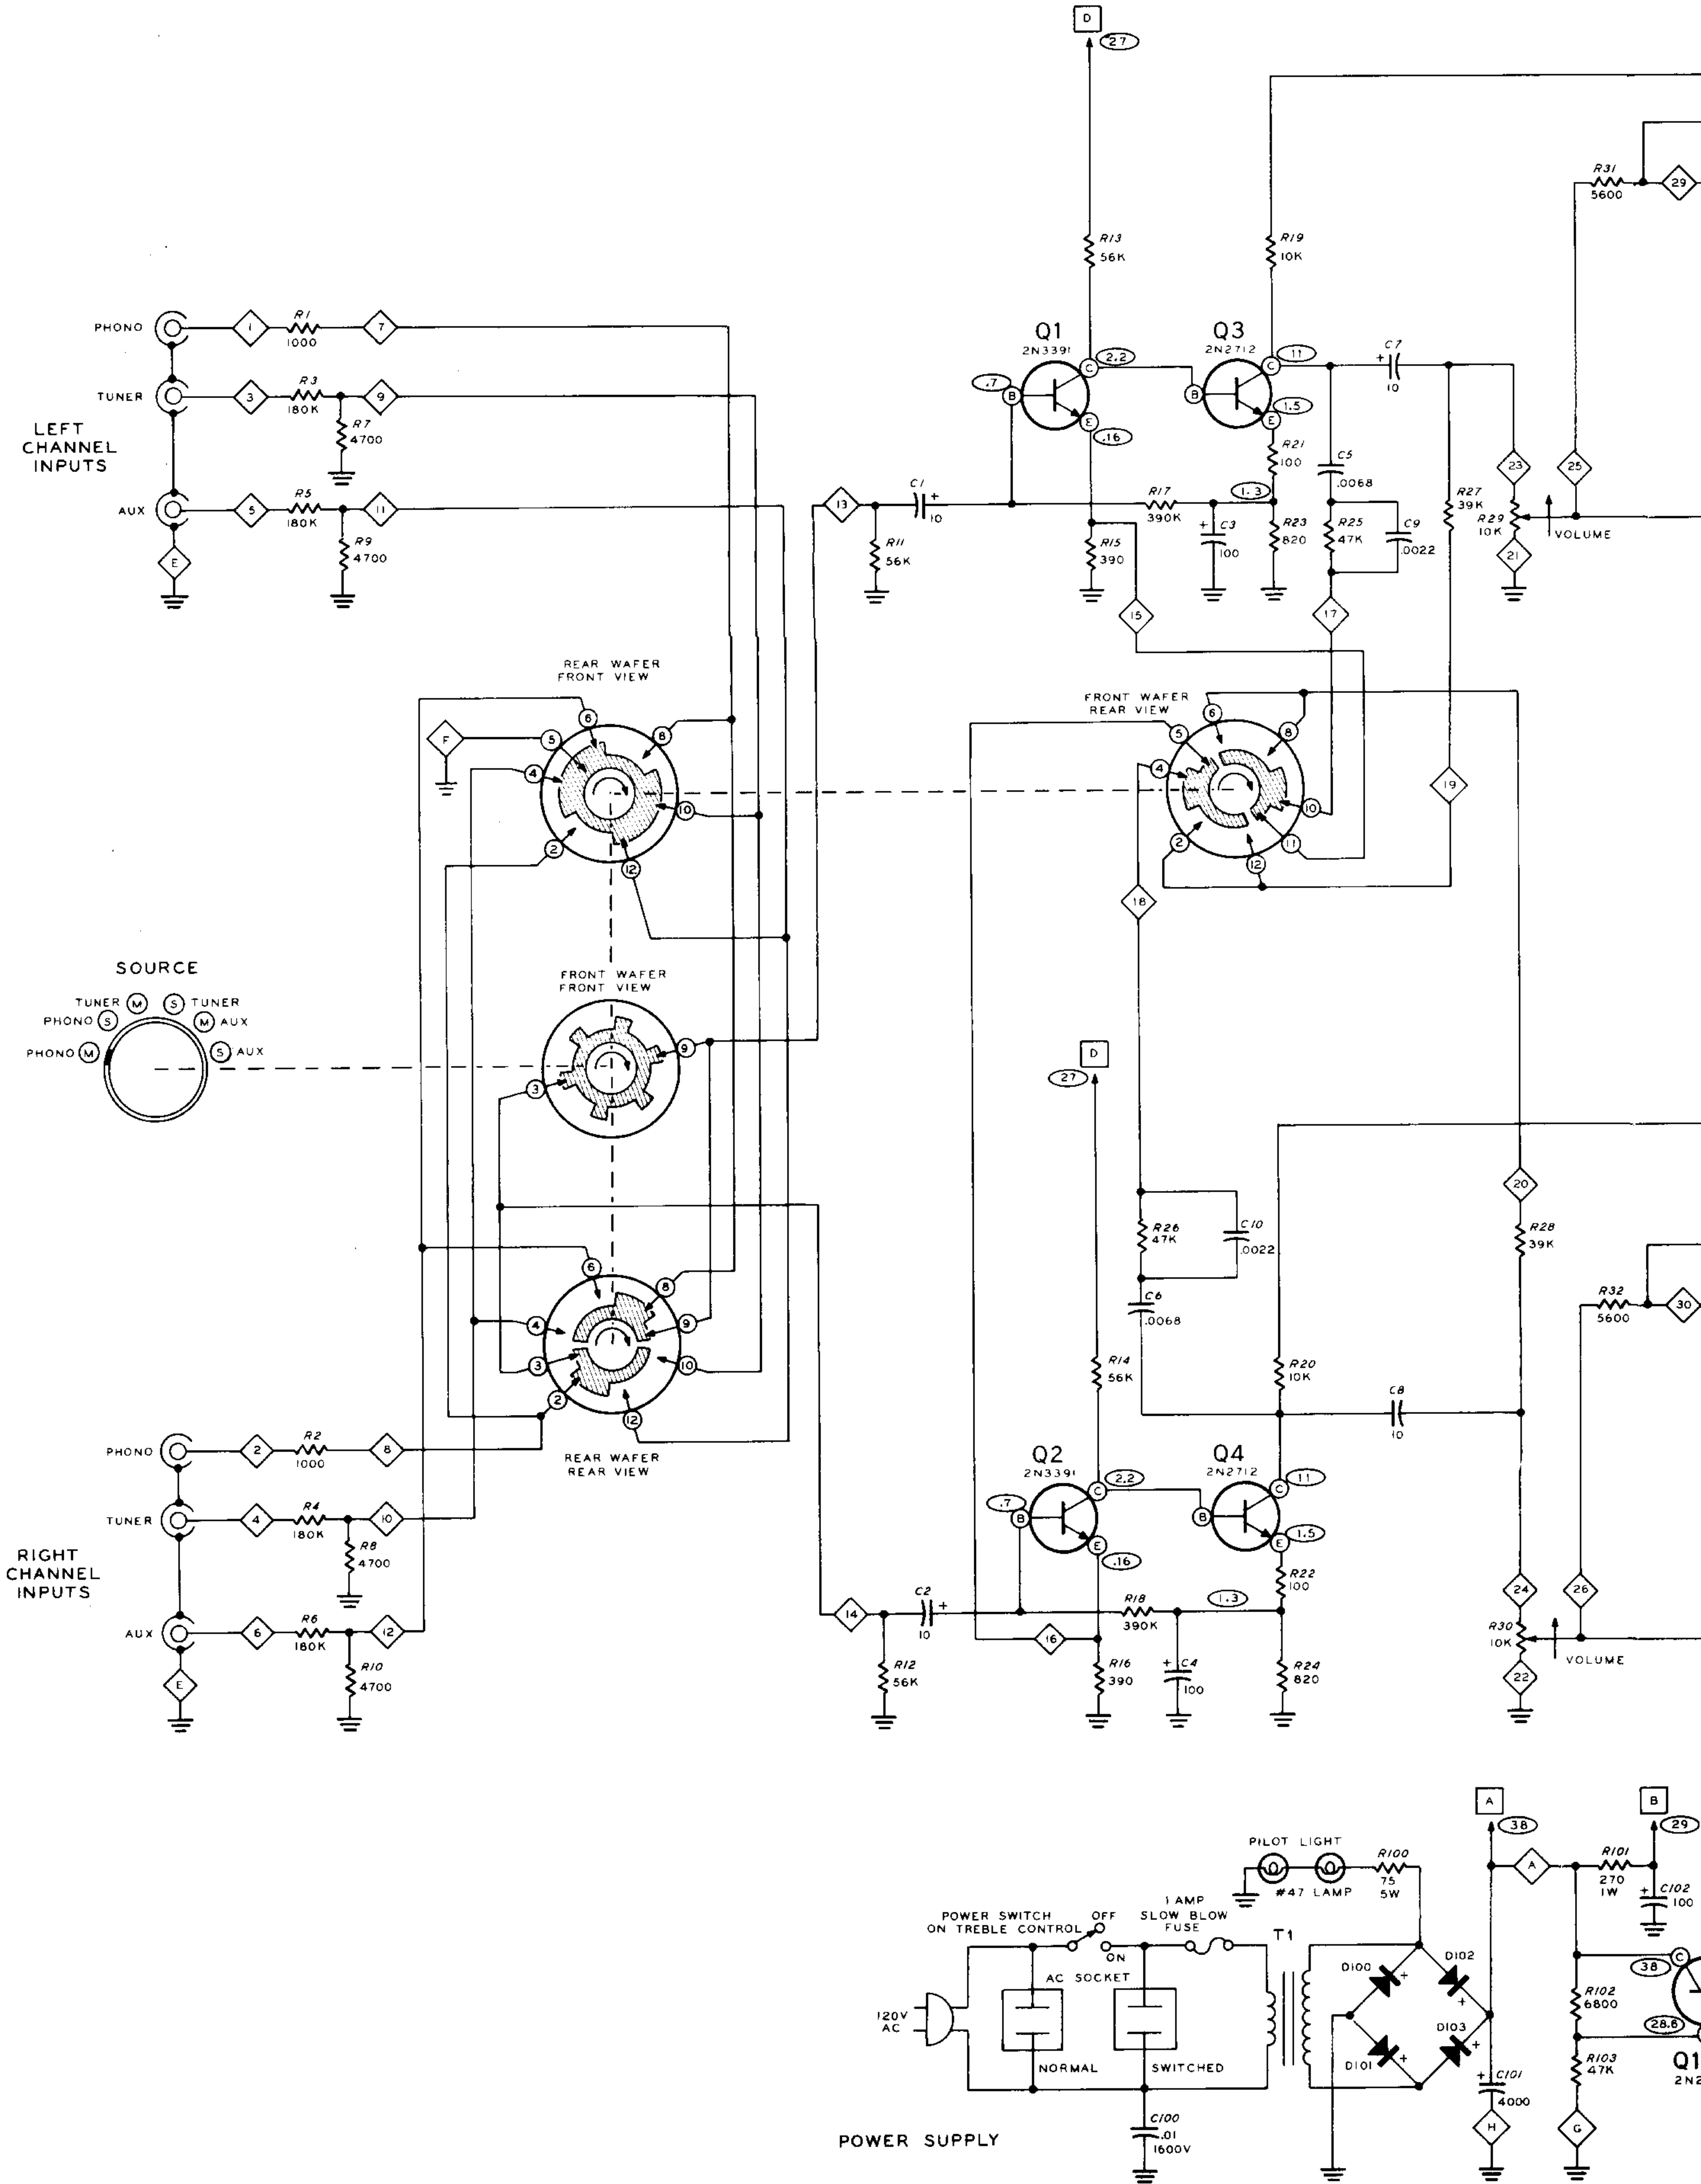 D
27
R31
5600
29
R13
56K
R19
10K
PHONO
1
R1
1000
7
Q1
2N3391
2.2
Q3
2N2712
11
C7
+
10
TUNER
3
R3
180K
9
.7
B
C
E
.16
B
C
1.5
E
R7
4700
LEFT
CHANNEL
INPUTS
R21
100
C5
.0068
23
25
AUX
5
R5
180K
11
13
C1
+
10
R17
390K
1.3
R27
39K
R29
10K
VOLUME
R9
4700
R11
56K
R15
390
+
C3
100
R23
820
R25
47K
C9
.0022
21
E
15
17
REAR WAFER
FRONT VIEW
FRONT WAFER
REAR VIEW
F
6
5
8
4
10
2
12
6
5
8
4
10
2
11
12
19
18
SOURCE
TUNER M
S TUNER
PHONO S
M AUX
PHONO M
S AUX
FRONT WAFER
FRONT VIEW
9
3
D
27
20
R26
47K
C10
.0022
R28
39K
6
8
4
9
3
10
2
12
C6
.0068
R32
5600
30
R14
56K
R20
10K
C8
10
PHONO
2
R2
1000
8
REAR WAFER
REAR VIEW
Q2
2N3391
2.2
Q4
2N2712
11
TUNER
4
R4
180K
10
.7
B
C
E
.16
B
C
1.5
E
R8
4700
RIGHT
CHANNEL
INPUTS
R22
100
24
26
AUX
6
R6
180K
12
14
C2
+
10
R18
390K
1.3
16
R30
10K
VOLUME
R10
4700
E
R12
56K
R16
390
+
C4
100
R24
820
22
A
38
B
29
PILOT LIGHT
#47 LAMP
R100
75
5W
A
R101
270
1W
+
C102
100
POWER SWITCH
ON TREBLE CONTROL
OFF
ON
1 AMP
SLOW BLOW
FUSE
T1
AC SOCKET
D100
+
D102
+
38
C
R102
6800
120V
AC
D101
+
D103
+
28.6
NORMAL
SWITCHED
+
C101
4000
R103
47K
Q1
2N2
C100
.01
1600V
H
G
POWER SUPPLY